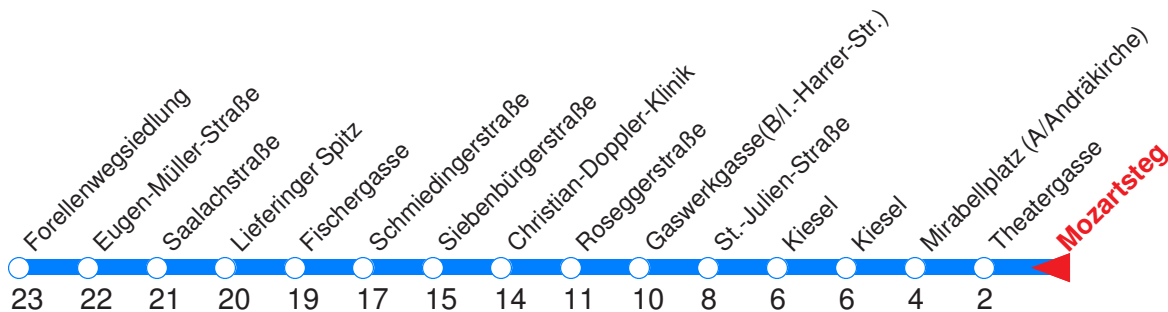 Forellenwegsiedlung
Eugen-Müller-Straße
Saalachstraße
Lieferinger Spitz
Fischergasse
Schmiedingerstraße
Siebenbürgerstraße
Christian-Doppler-Klinik
Roseggerstraße
Gaswerkgasse(B/I.-Harrer-Str.)
St.-Julien-Straße
Kiesel
Kiesel
Mirabellplatz (A/Andräkirche)
Theatergasse
Mozartsteg
23 22 21 20 19 17 15 14 11 10 8 6 6 4 2